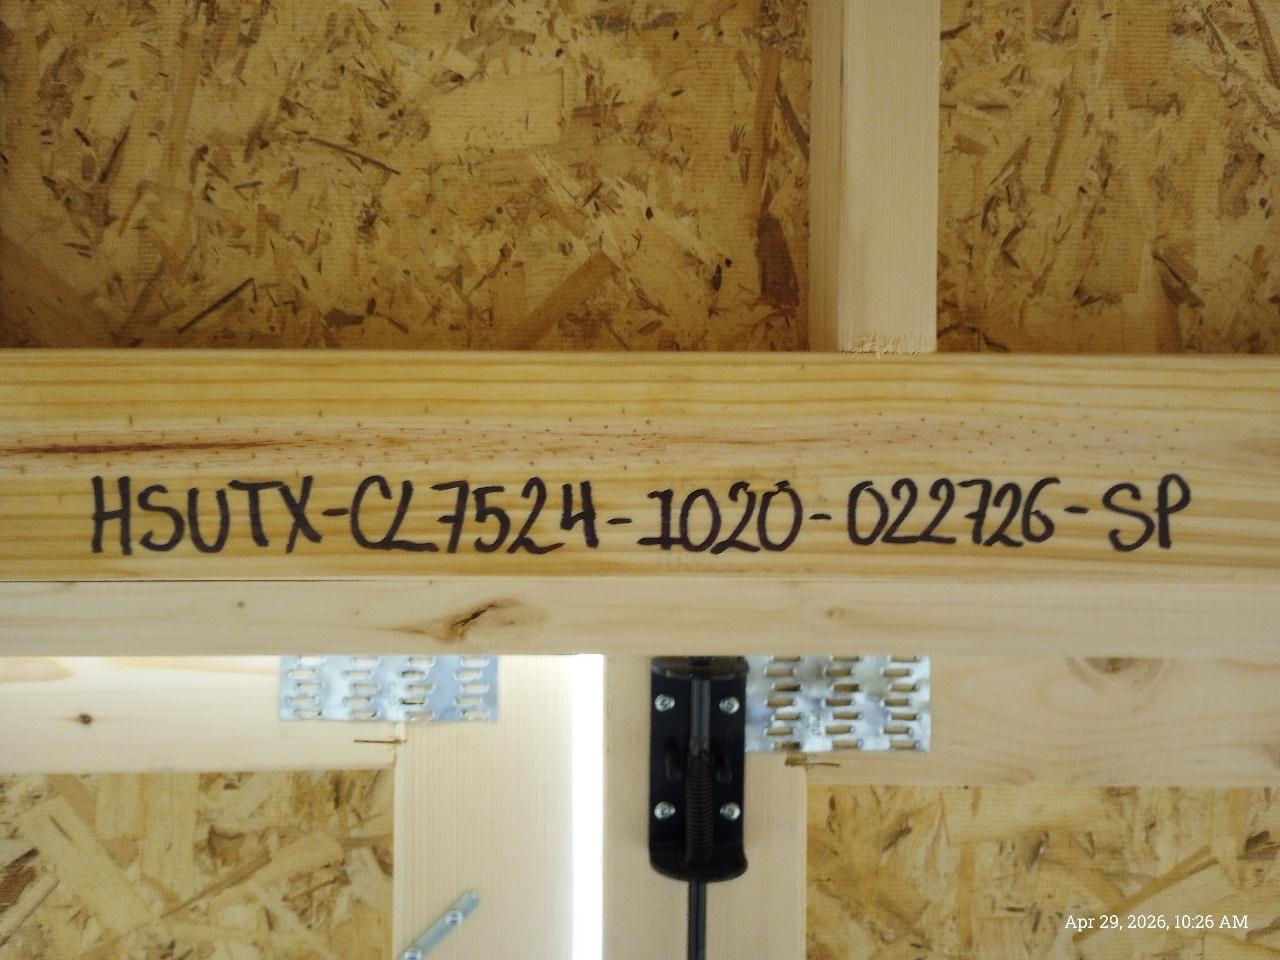 HSUTX-CL7524-1020-022726-SP
Apr 29, 2026, 10:26 AM